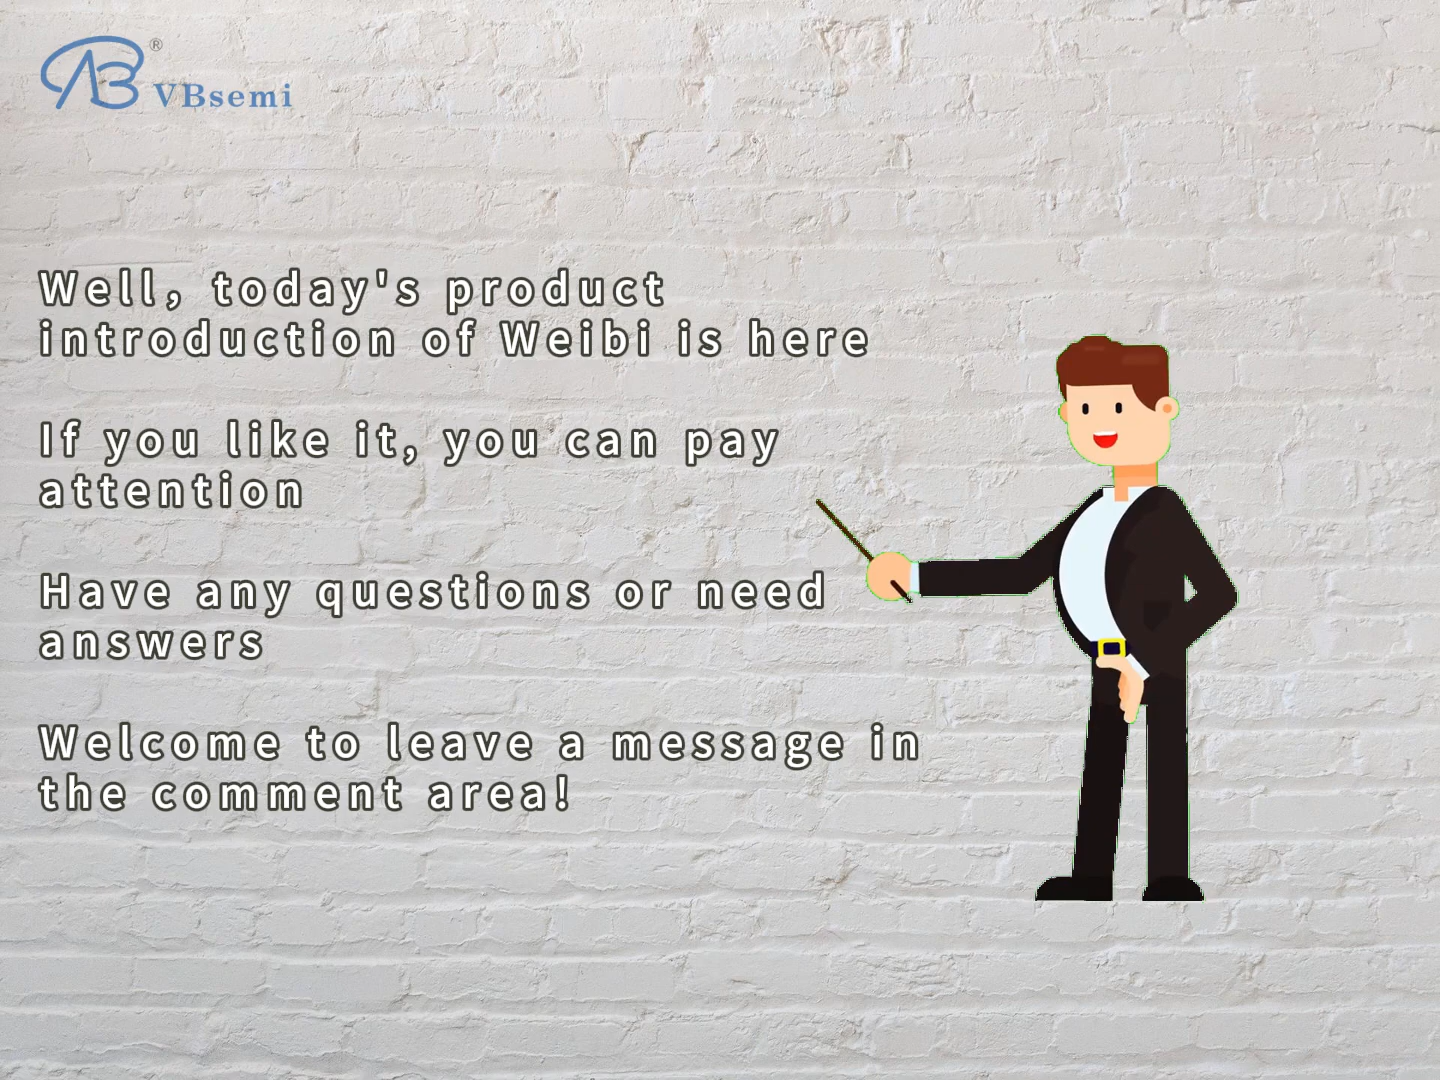 VBsemi®
Well, today's product
introduction of Weibi is here
If you like it, you can pay
attention
Have any questions or need
answers
Welcome to leave a message in
the comment area!